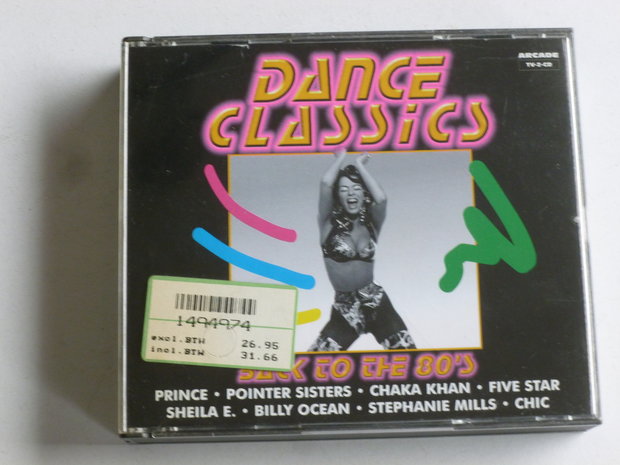 ARCADE
TV-2-CD
DANCE
CLASSiCS
1494974
excl.BTW 26.95
incl.BTW 31.66
BACK TO THE 80'S
PRINCE • POINTER SISTERS • CHAKA KHAN • FIVE STAR
SHEILA E. • BILLY OCEAN • STEPHANIE MILLS • CHIC